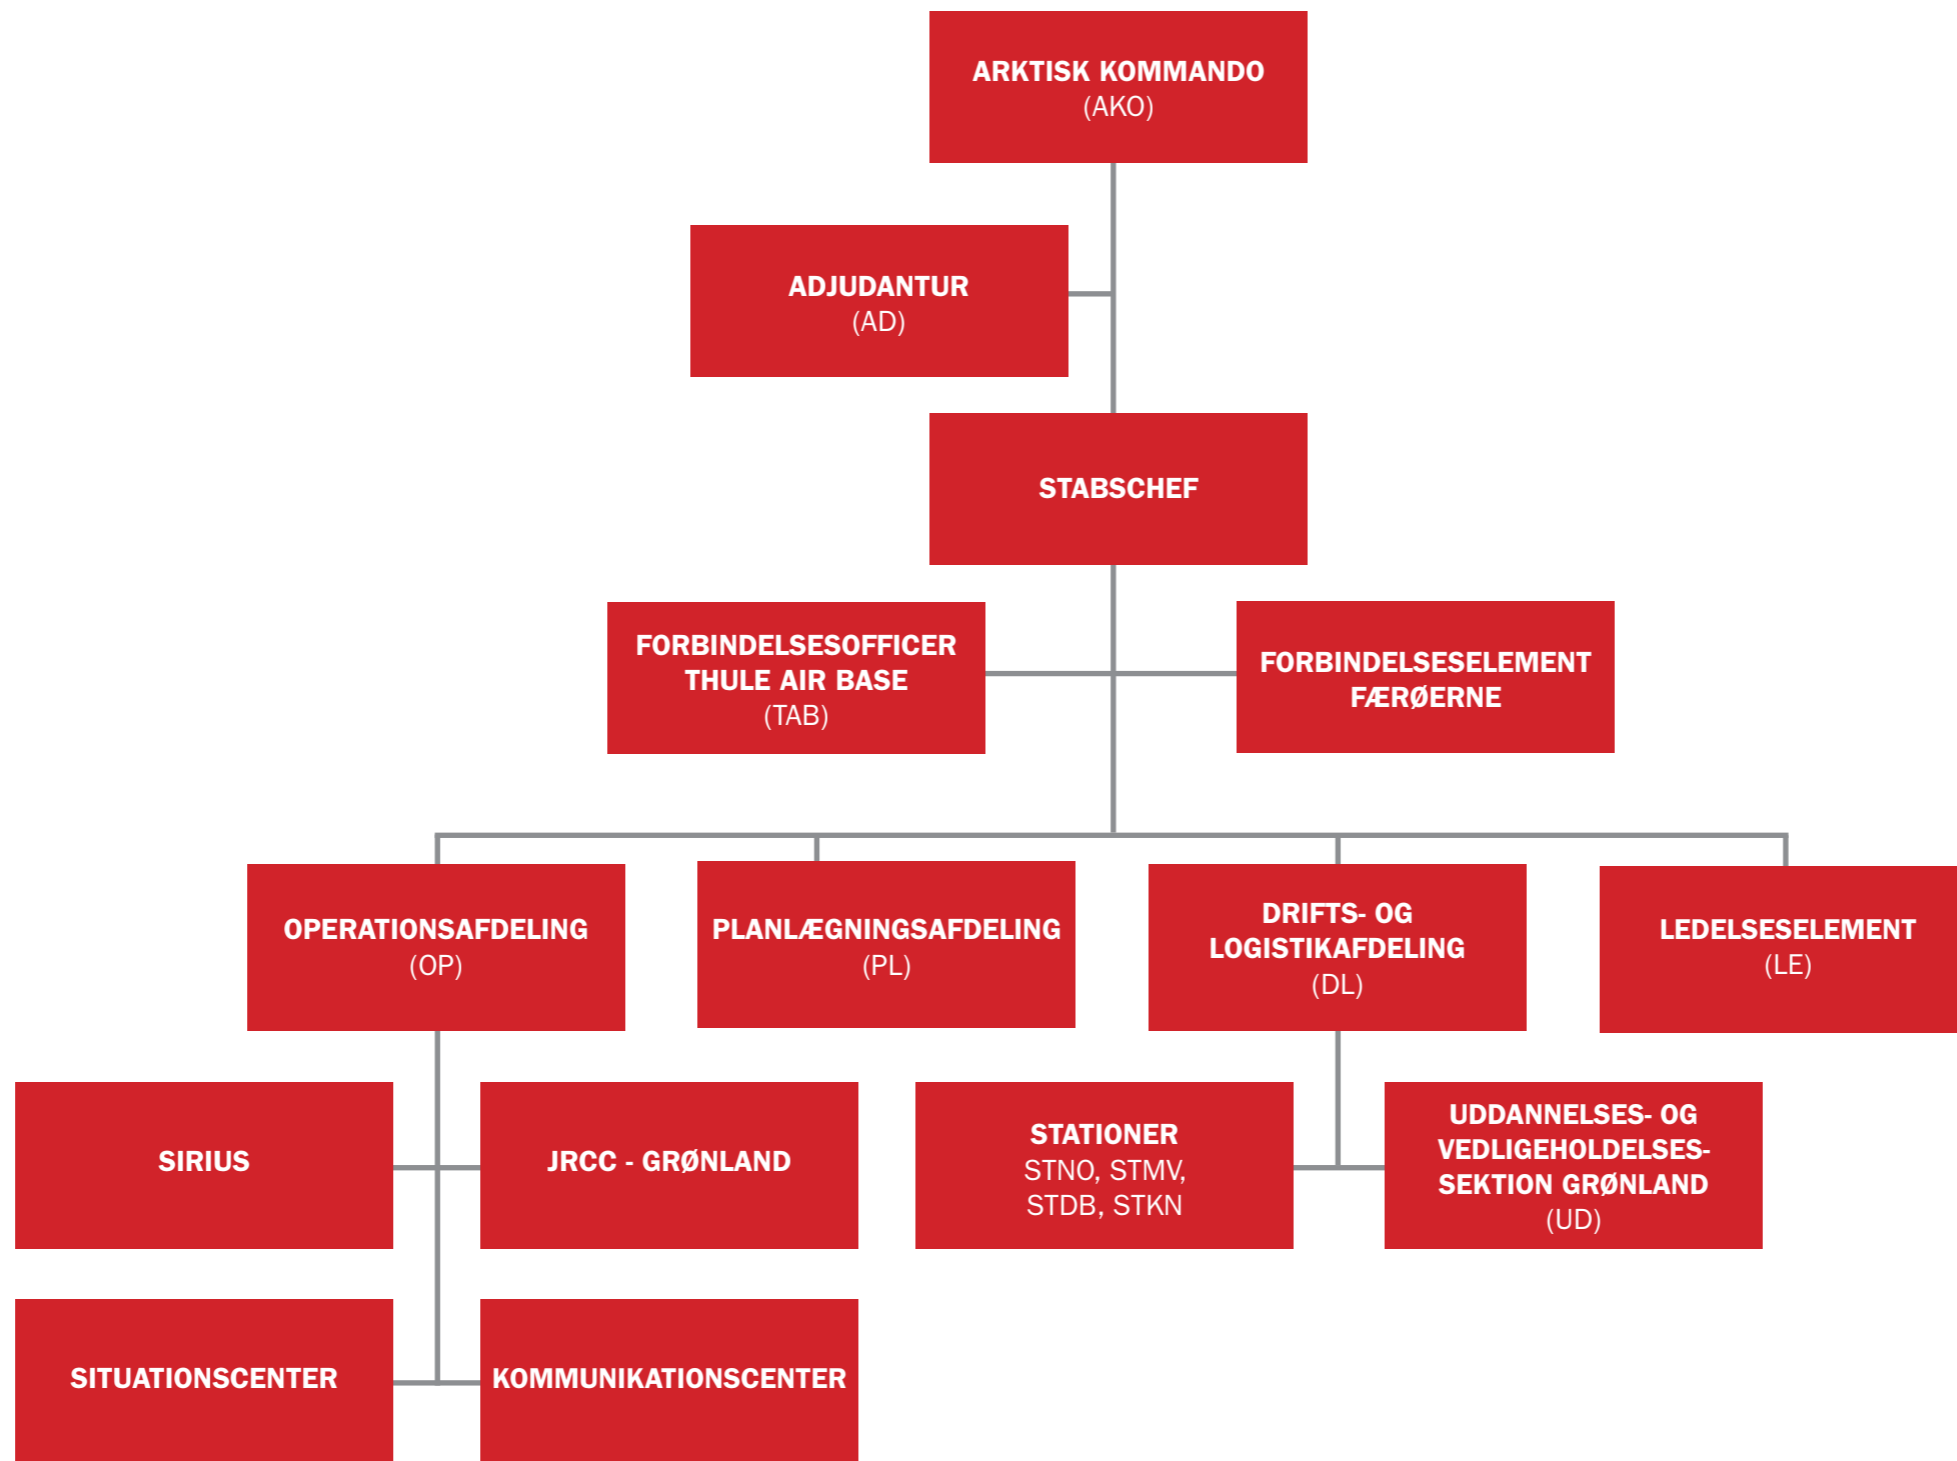 ARKTISK KOMMANDO
(AKO)
ADJUDANTUR
(AD)
STABSCHEF
FORBINDELSESOFFICER
THULE AIR BASE
(TAB)
FORBINDELSESELEMENT
FÆRØERNE
OPERATIONSAFDELING
(OP)
PLANLÆGNINGSAFDELING
(PL)
DRIFTS- OG
LOGISTIKAFDELING
(DL)
LEDELSESELEMENT
(LE)
SIRIUS
JRCC - GRØNLAND
STATIONER
STNO, STMV,
STDB, STKN
UDDANNELSES- OG
VEDLIGEHOLDELSES-
SEKTION GRØNLAND
(UD)
SITUATIONSCENTER
KOMMUNIKATIONSCENTER